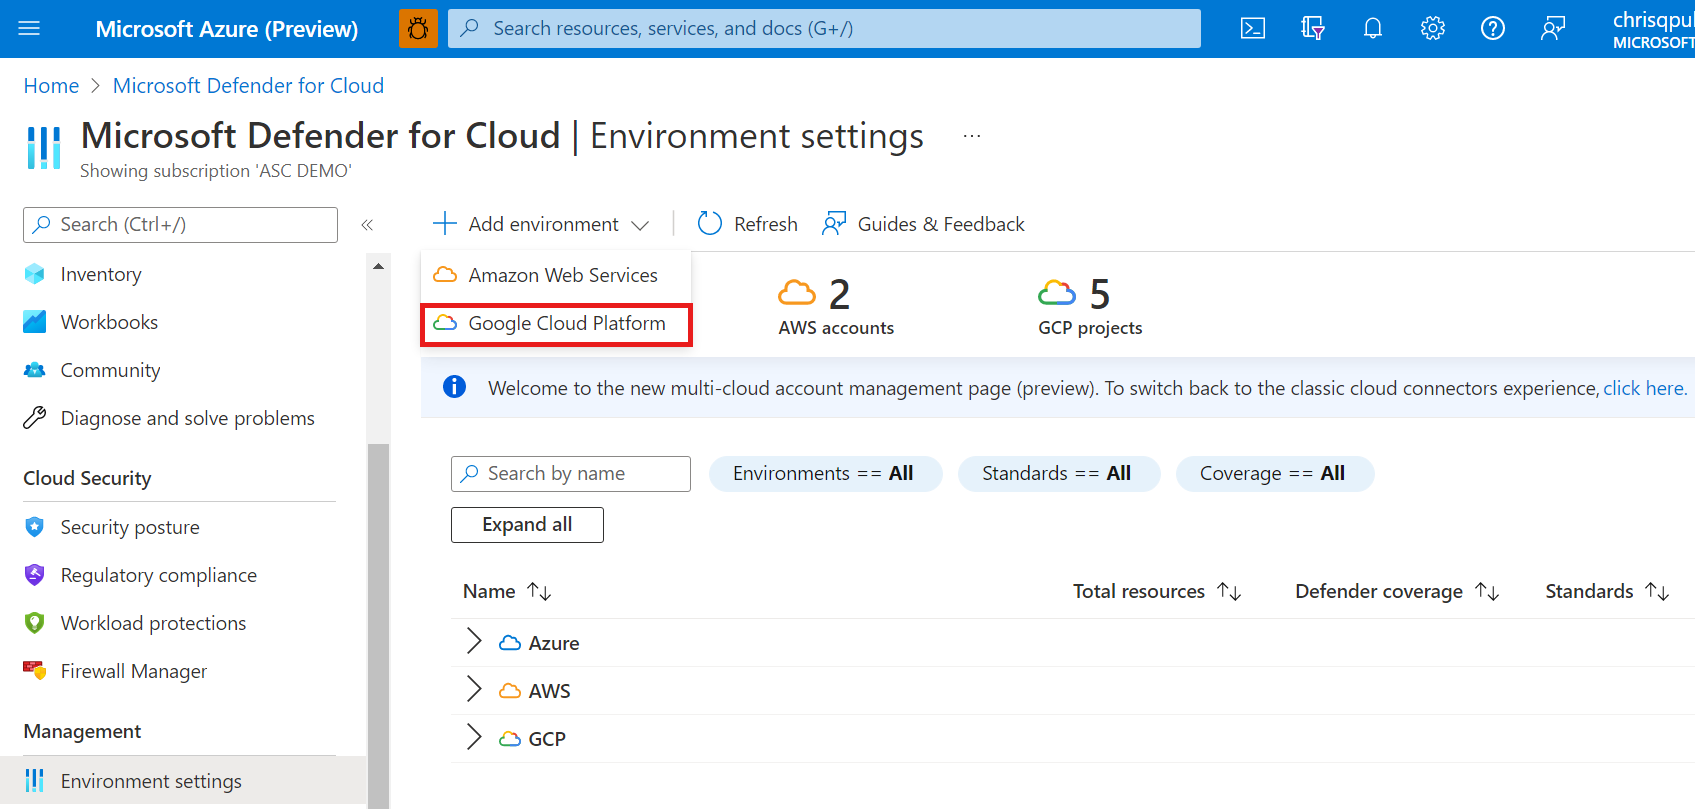 Microsoft Azure (Preview)
Search resources, services, and docs (G+/)
chrisqpul
MICROSOFT
Home > Microsoft Defender for Cloud
Microsoft Defender for Cloud | Environment settings ...
Showing subscription 'ASC DEMO'
Search (Ctrl+/)
«
Inventory
Workbooks
Community
Diagnose and solve problems
Cloud Security
Security posture
Regulatory compliance
Workload protections
Firewall Manager
Management
Environment settings
Add environment
Refresh
Guides & Feedback
Amazon Web Services
Google Cloud Platform
2
AWS accounts
5
GCP projects
Welcome to the new multi-cloud account management page (preview). To switch back to the classic cloud connectors experience, click here.
Search by name
Environments == All
Standards == All
Coverage == All
Expand all
Name ↑↓ Total resources ↑↓ Defender coverage ↑↓ Standards ↑↓
Azure
AWS
GCP